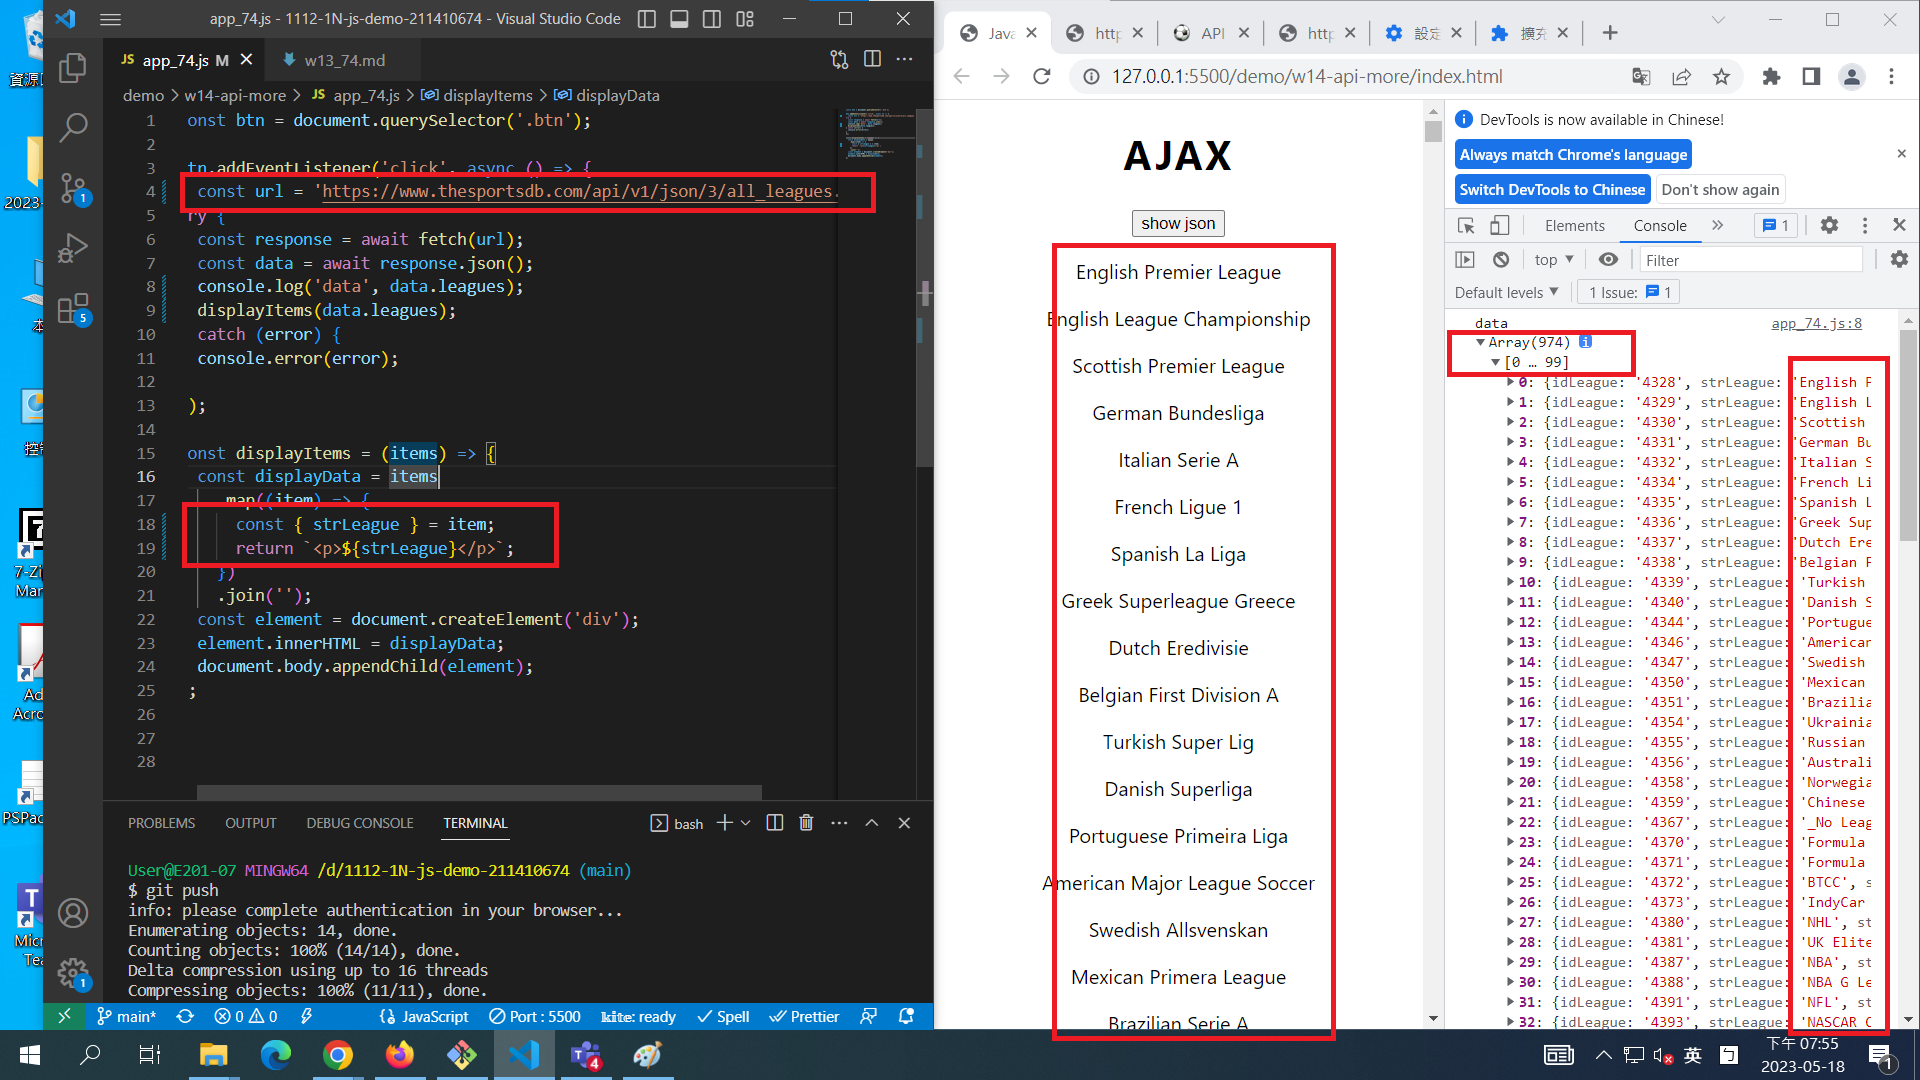 app_74.js - 1112-1N-js-demo-211410674 - Visual Studio Code
JS app_74.js M
w13_74.md
demo > w14-api-more > JS app_74.js > displayItems > displayData
1 onst btn = document.querySelector('.btn');
2
3 tn.addEventListener('click', async () => {
4 const url = 'https://www.thesportsdb.com/api/v1/json/3/all_leagues.
5 ry {
6 const response = await fetch(url);
7 const data = await response.json();
8 console.log('data', data.leagues);
9 displayItems(data.leagues);
10 catch (error) {
11 console.error(error);
12
13 );
14
15 onst displayItems = (items) => {
16 const displayData = items
17 map((item) => {
18 const { strLeague } = item;
19 return `<p>${strLeague}</p>`;
20 })
21 .join('');
22 const element = document.createElement('div');
23 element.innerHTML = displayData;
24 document.body.appendChild(element);
25 ;
26
27
28
PROBLEMS OUTPUT DEBUG CONSOLE TERMINAL
bash
User@E201-07 MINGW64 /d/1112-1N-js-demo-211410674 (main)
$ git push
info: please complete authentication in your browser...
Enumerating objects: 14, done.
Counting objects: 100% (14/14), done.
Delta compression using up to 16 threads
Compressing objects: 100% (11/11), done.
main* 0 0 JavaScript Port : 5500 kite: ready Spell Prettier
1
5
1
資源
2023-
控制
7-Zi
Mar
Ad
Acro
PSPac
Micr
Tea
Java
http
API
http
設定
擴充
127.0.0.1:5500/demo/w14-api-more/index.html
AJAX
show json
English Premier League
English League Championship
Scottish Premier League
German Bundesliga
Italian Serie A
French Ligue 1
Spanish La Liga
Greek Superleague Greece
Dutch Eredivisie
Belgian First Division A
Turkish Super Lig
Danish Superliga
Portuguese Primeira Liga
American Major League Soccer
Swedish Allsvenskan
Mexican Primera League
Brazilian Serie A
DevTools is now available in Chinese!
Always match Chrome's language
Switch DevTools to Chinese Don't show again
Elements Console 1
top Filter
Default levels 1 Issue: 1
data app_74.js:8
Array(974)
[0 … 99]
0: {idLeague: '4328', strLeague: 'English P
1: {idLeague: '4329', strLeague: 'English L
2: {idLeague: '4330', strLeague: 'Scottish
3: {idLeague: '4331', strLeague: 'German Bu
4: {idLeague: '4332', strLeague: 'Italian S
5: {idLeague: '4334', strLeague: 'French Li
6: {idLeague: '4335', strLeague: 'Spanish L
7: {idLeague: '4336', strLeague: 'Greek Sup
8: {idLeague: '4337', strLeague: 'Dutch Ere
9: {idLeague: '4338', strLeague: 'Belgian F
10: {idLeague: '4339', strLeague: 'Turkish
11: {idLeague: '4340', strLeague: 'Danish S
12: {idLeague: '4344', strLeague: 'Portugue
13: {idLeague: '4346', strLeague: 'American
14: {idLeague: '4347', strLeague: 'Swedish
15: {idLeague: '4350', strLeague: 'Mexican
16: {idLeague: '4351', strLeague: 'Brazilia
17: {idLeague: '4354', strLeague: 'Ukrainia
18: {idLeague: '4355', strLeague: 'Russian
19: {idLeague: '4356', strLeague: 'Australi
20: {idLeague: '4358', strLeague: 'Norwegia
21: {idLeague: '4359', strLeague: 'Chinese
22: {idLeague: '4367', strLeague: '_No Leag
23: {idLeague: '4370', strLeague: 'Formula
24: {idLeague: '4371', strLeague: 'Formula
25: {idLeague: '4372', strLeague: 'BTCC', s
26: {idLeague: '4373', strLeague: 'IndyCar
27: {idLeague: '4380', strLeague: 'NHL', st
28: {idLeague: '4381', strLeague: 'UK Elite
29: {idLeague: '4387', strLeague: 'NBA', st
30: {idLeague: '4388', strLeague: 'NBA G Le
31: {idLeague: '4391', strLeague: 'NFL', st
32: {idLeague: '4393', strLeague: 'NASCAR C
4
英
下午 07:55
2023-05-18
1